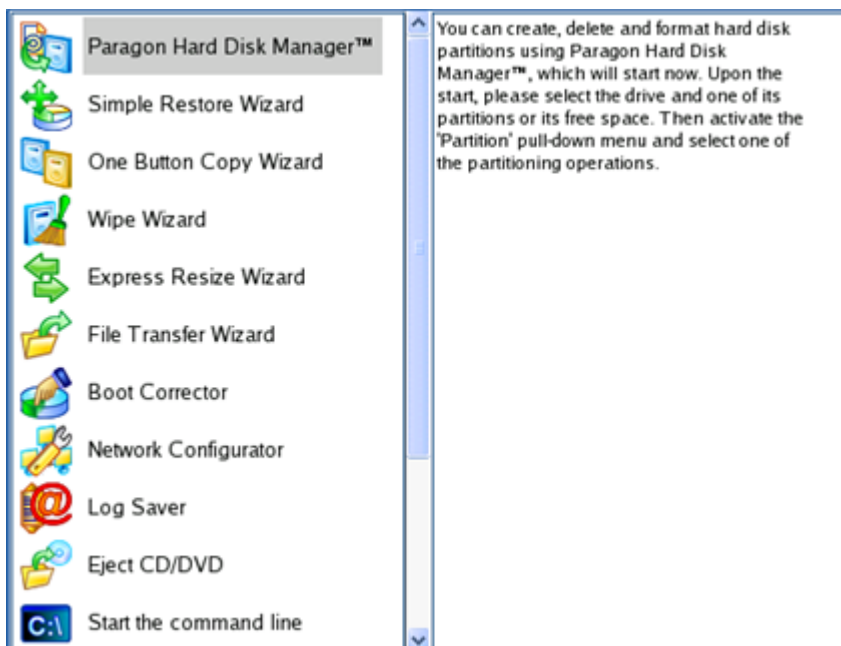 Paragon Hard Disk Manager™
Simple Restore Wizard
One Button Copy Wizard
Wipe Wizard
Express Resize Wizard
File Transfer Wizard
Boot Corrector
Network Configurator
Log Saver
Eject CD/DVD
C:\
Start the command line
You can create, delete and format hard disk
partitions using Paragon Hard Disk
Manager™, which will start now. Upon the
start, please select the drive and one of its
partitions or its free space. Then activate the
'Partition' pull-down menu and select one of
the partitioning operations.